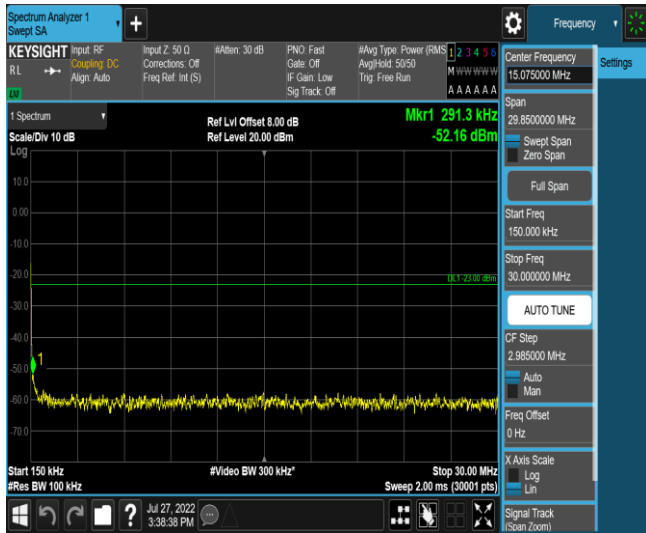 Spectrum Analyzer 1
Swept SA
Frequency
KEYSIGHT
RL
LXI
Input: RF
Coupling: DC
Align: Auto
Input Z: 50 Ω
Corrections: Off
Freq Ref: Int (S)
#Atten: 30 dB
PNO: Fast
Gate: Off
IF Gain: Low
Sig Track: Off
#Avg Type: Power (RMS
Avg|Hold: 50/50
Trig: Free Run
1 2 3 4 5 6
M W W W W W
A A A A A A
1 Spectrum
Scale/Div 10 dB
Log
Ref Lvl Offset 8.00 dB
Ref Level 20.00 dBm
Mkr1 291.3 kHz
-52.16 dBm
10.0
0.00
-10.0
-20.0
DL1 -23.00 dBm
-30.0
-40.0
1
-50.0
-60.0
-70.0
Start 150 kHz
#Res BW 100 kHz
#Video BW 300 kHz*
Stop 30.00 MHz
Sweep 2.00 ms (30001 pts)
?
Jul 27, 2022
3:38:38 PM
Center Frequency
15.075000 MHz
Settings
Span
29.8500000 MHz
Swept Span
Zero Span
Full Span
Start Freq
150.000 kHz
Stop Freq
30.000000 MHz
AUTO TUNE
CF Step
2.985000 MHz
Auto
Man
Freq Offset
0 Hz
X Axis Scale
Log
Lin
Signal Track
(Span Zoom)